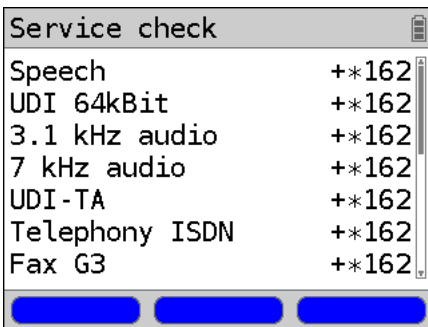 Service check
Speech +*162
UDI 64kBit +*162
3.1 kHz audio +*162
7 kHz audio +*162
UDI-TA +*162
Telephony ISDN +*162
Fax G3 +*162